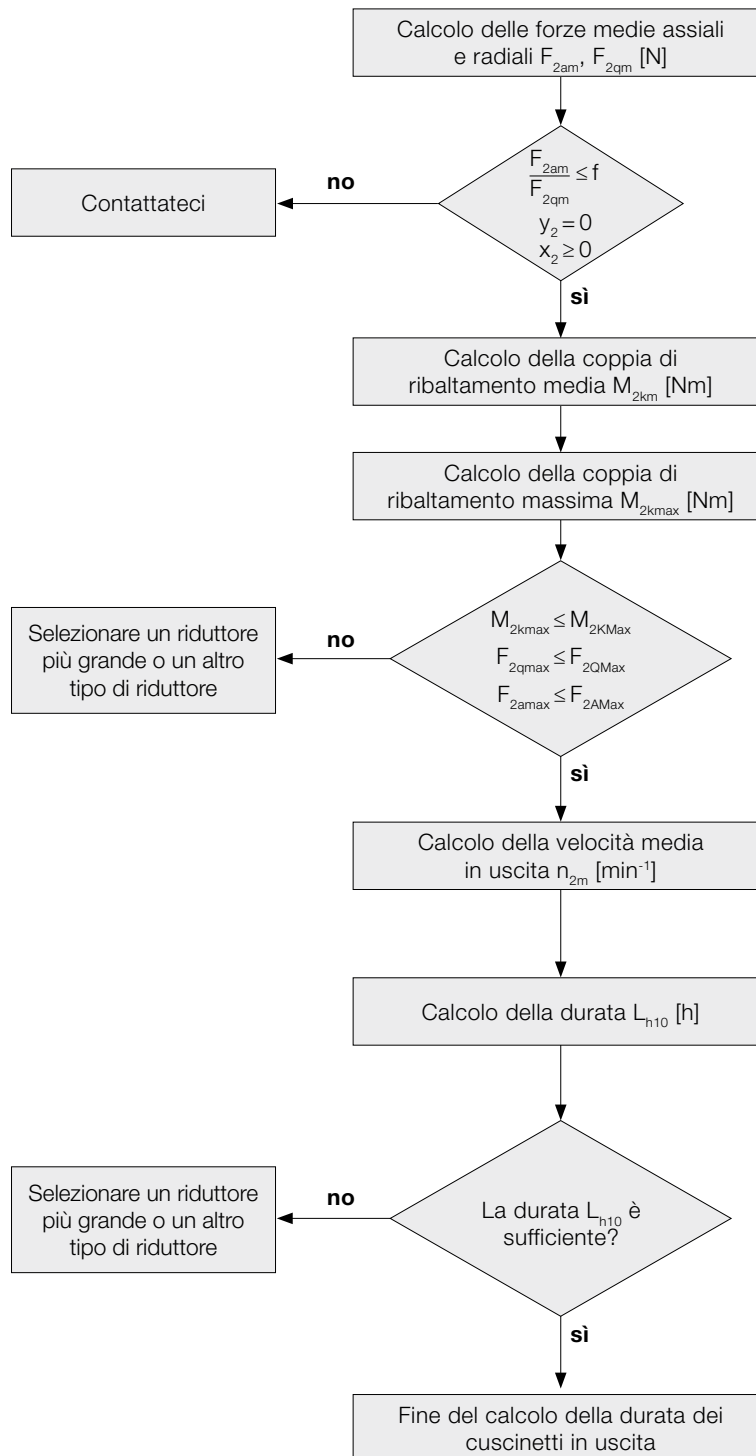 Calcolo delle forze medie assiali
e radiali F₂ₐₘ, F₂qm [N]
F₂ₐₘ
F₂qm
≤ f
y₂ = 0
x₂ ≥ 0
no
Contattateci
sì
Calcolo della coppia di
ribaltamento media M₂km [Nm]
Calcolo della coppia di
ribaltamento massima M₂kmax [Nm]
M₂kmax ≤ M₂KMax
F₂qmax ≤ F₂QMax
F₂amax ≤ F₂AMax
no
Selezionare un riduttore
più grande o un altro
tipo di riduttore
sì
Calcolo della velocità media
in uscita n₂m [min⁻¹]
Calcolo della durata Lh10 [h]
La durata Lh10 è
sufficiente?
no
Selezionare un riduttore
più grande o un altro
tipo di riduttore
sì
Fine del calcolo della durata dei
cuscinetti in uscita